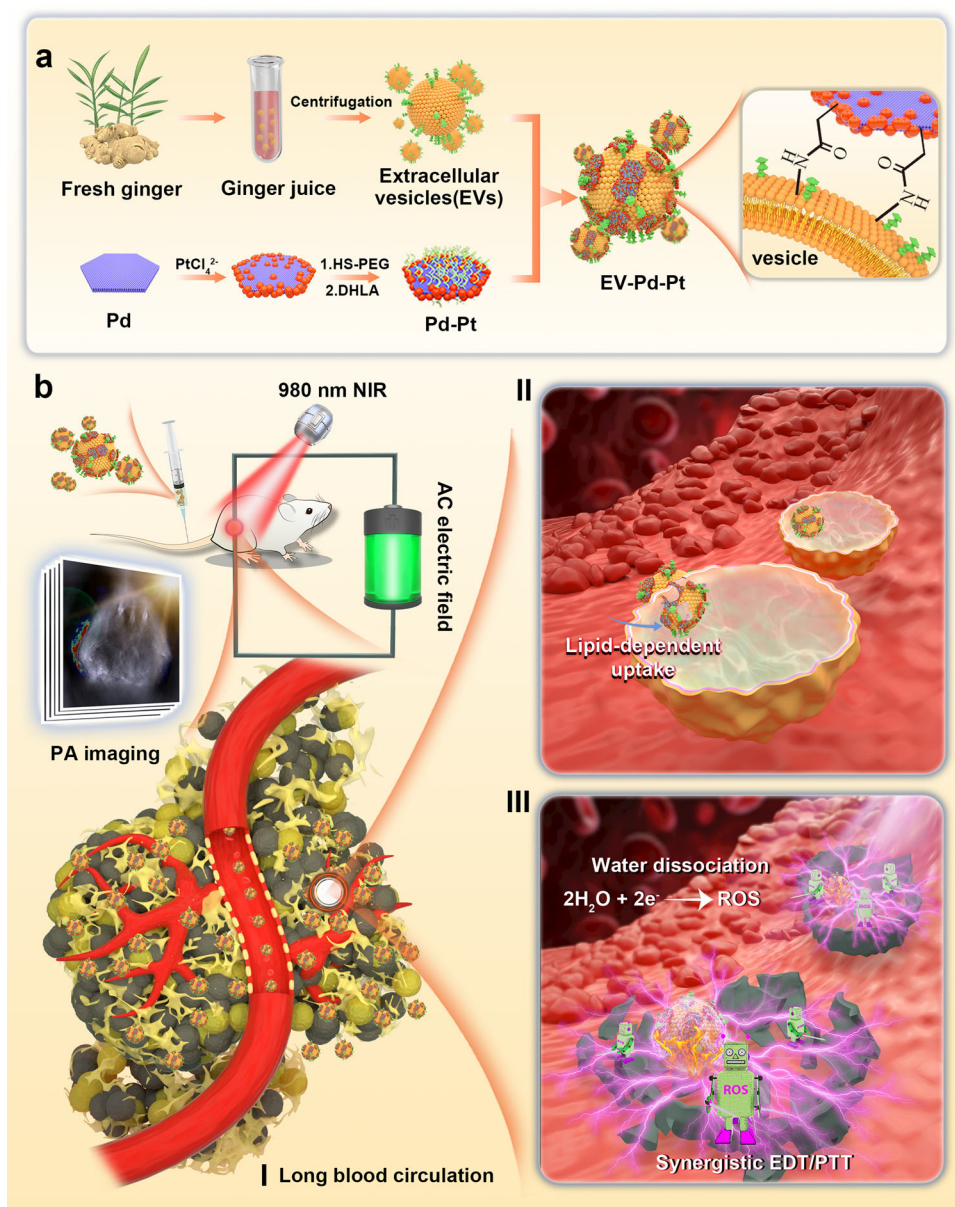 a
Centrifugation
Fresh ginger
Ginger juice
Extracellular
vesicles(EVs)
PtCl₄²⁻
1.HS-PEG
2.DHLA
Pd
Pd-Pt
EV-Pd-Pt
O
H
N
O
N
H
vesicle
b
980 nm NIR
AC electric field
PA imaging
I Long blood circulation
II
Lipid-dependent
uptake
III
Water dissociation
2H₂O + 2e⁻ → ROS
ROS
ROS
Synergistic EDT/PTT